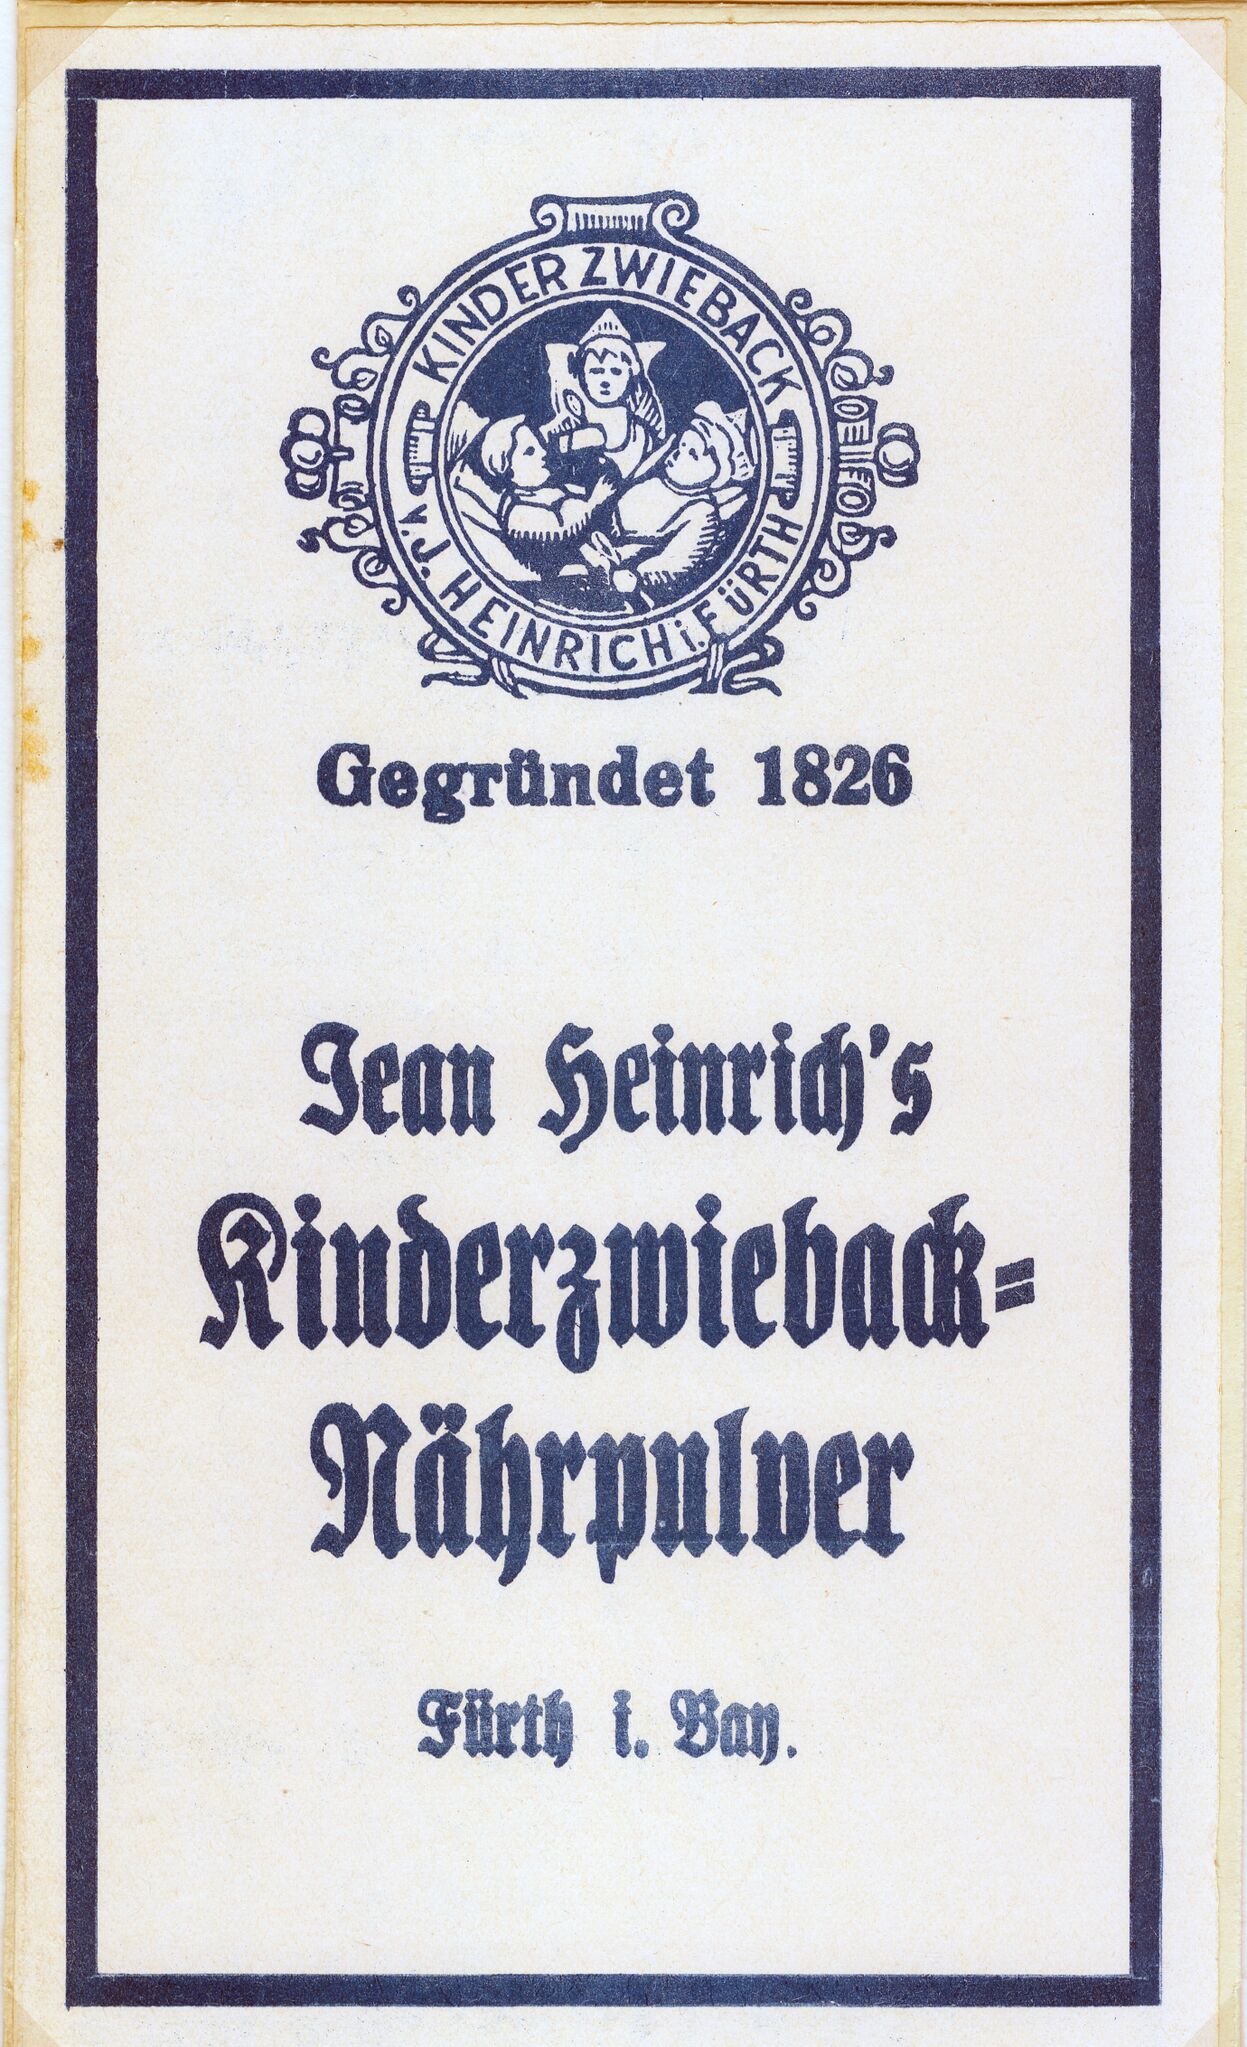 KINDER ZWIEBACK
v. J. HEINRICH i. FÜRTH
Gegründet 1826
Jean Heinrich's
Kinderzwieback=
Nährpulver
Fürth i. Bay.